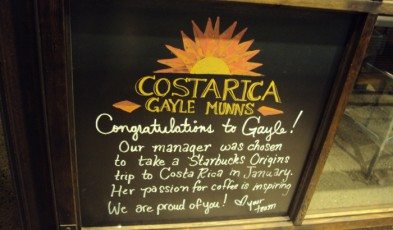 COSTA RICA
GAYLE MUNNS
Congratulations to Gayle!
Our manager was chosen
to take a Starbucks Origins
trip to Costa Rica in January.
Her passion for coffee is inspiring
We are proud of you! your
team